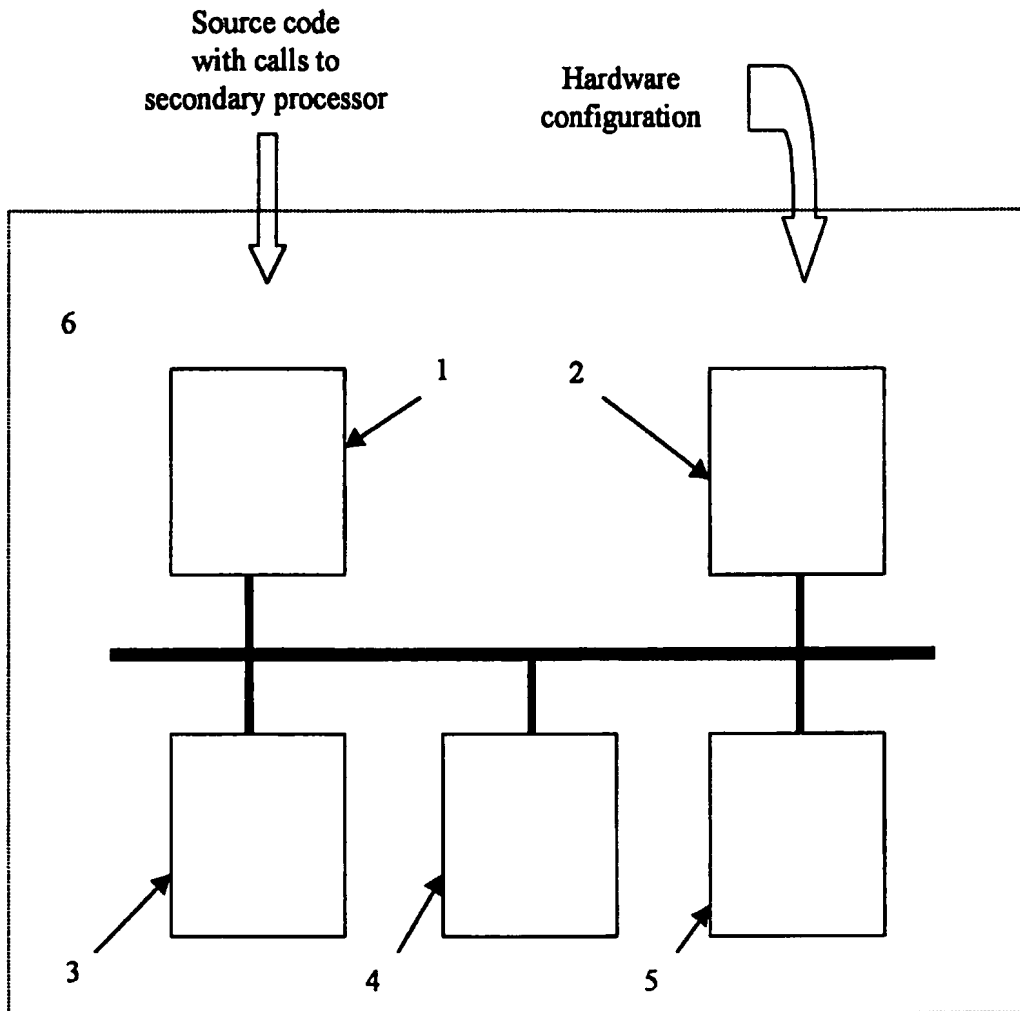 Source code
with calls to
secondary processor
Hardware
configuration
6
1
2
3
4
5